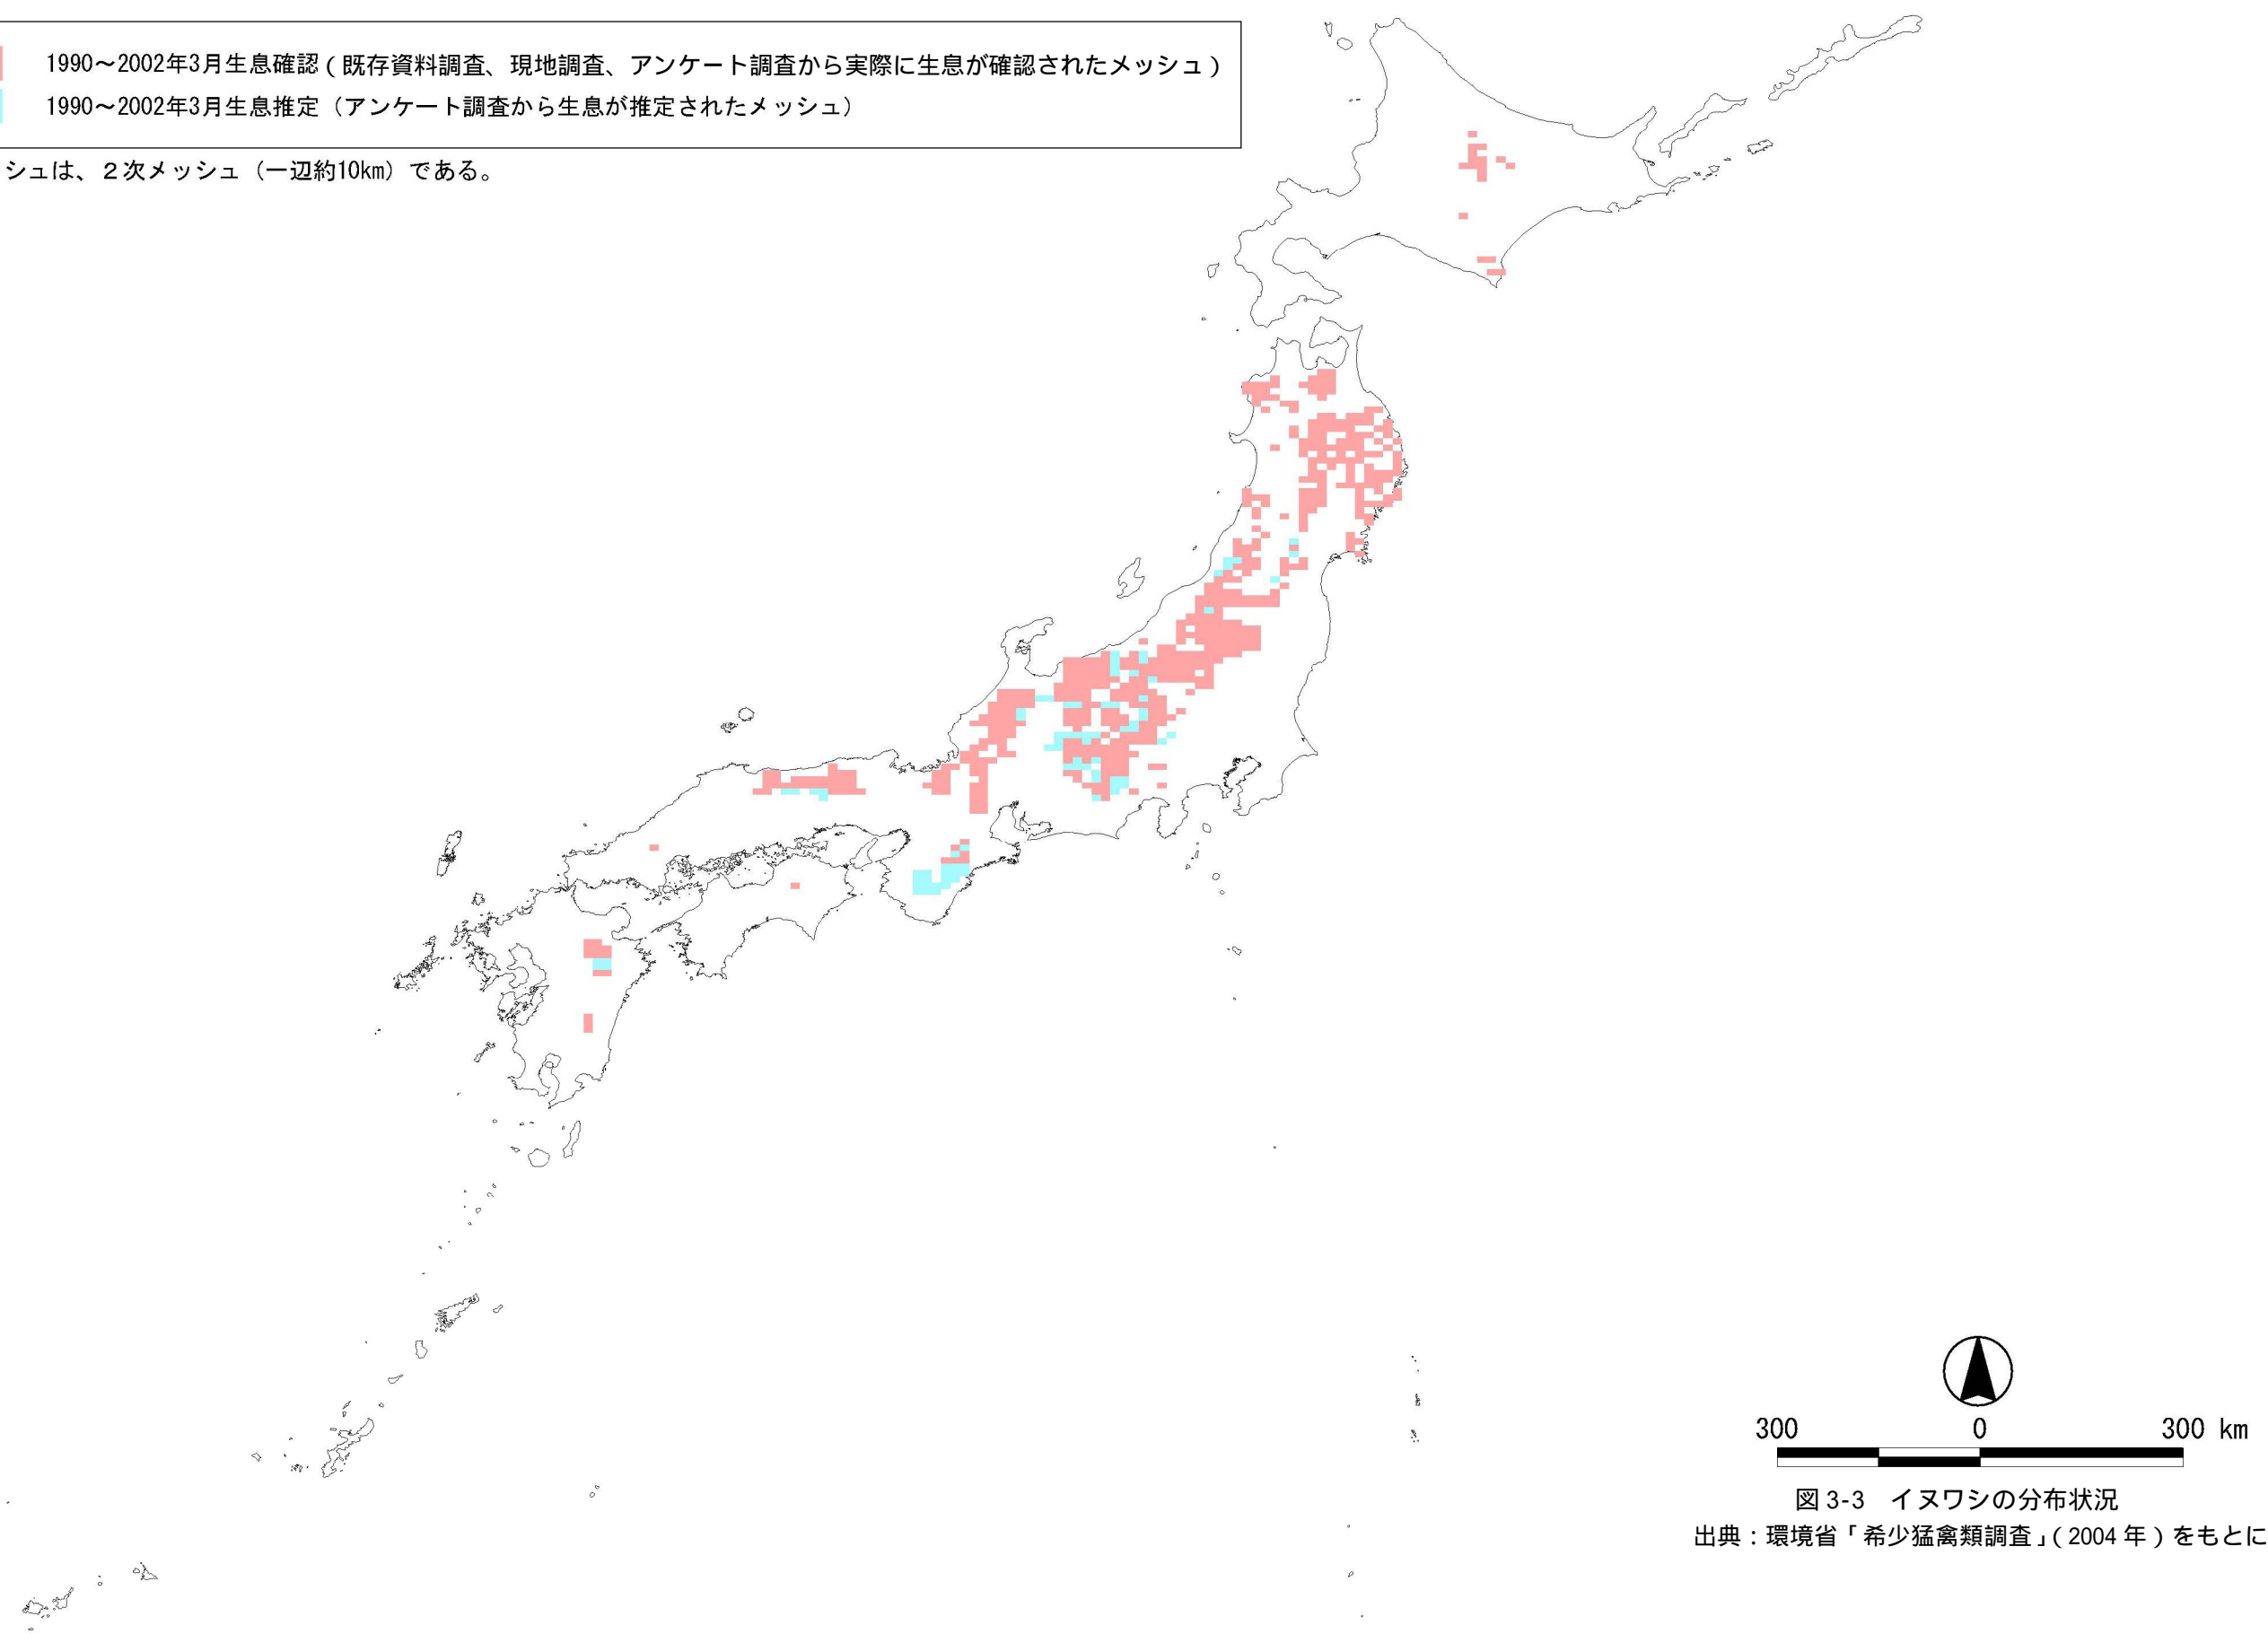 1990～2002年3月生息確認(既存資料調査、現地調査、アンケート調査から実際に生息が確認されたメッシュ)
1990～2002年3月生息推定（アンケート調査から生息が推定されたメッシュ）
シュは、２次メッシュ（一辺約10km）である。
300 0 300 km
図3-3　イヌワシの分布状況
出典：環境省「希少猛禽類調査」(2004年)をもとに